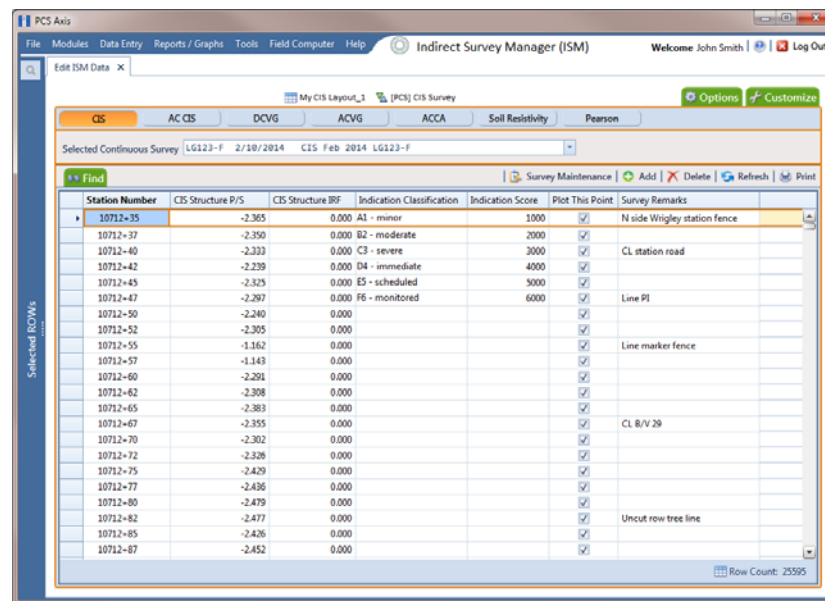 PCS Axis
File Modules Data Entry Reports / Graphs Tools Field Computer Help Indirect Survey Manager (ISM) Welcome John Smith Log Out
Edit ISM Data X
My CIS Layout_1 [PCS] CIS Survey
Options Customize
CIS AC CIS DCVG ACVG ACCA Soil Resistivity Pearson
Selected Continuous Survey LG123-F 2/10/2014 CIS Feb 2014 LG123-F
Find Survey Maintenance Add Delete Refresh Print
Station Number CIS Structure P/S CIS Structure IRF Indication Classification Indication Score Plot This Point Survey Remarks
10712+35 -2.365 0.000 A1 - minor 1000 N side Wrigley station fence
10712+37 -2.350 0.000 B2 - moderate 2000
10712+40 -2.333 0.000 C3 - severe 3000 CL station road
10712+42 -2.239 0.000 D4 - immediate 4000
10712+45 -2.325 0.000 E5 - scheduled 5000
10712+47 -2.297 0.000 F6 - monitored 6000 Line PI
10712+50 -2.240 0.000
10712+52 -2.305 0.000
10712+55 -1.162 0.000 Line marker fence
10712+57 -1.143 0.000
10712+60 -2.291 0.000
10712+62 -2.308 0.000
10712+65 -2.383 0.000
10712+67 -2.355 0.000 CL B/V 29
10712+70 -2.302 0.000
10712+72 -2.326 0.000
10712+75 -2.429 0.000
10712+77 -2.436 0.000
10712+80 -2.479 0.000
10712+82 -2.477 0.000 Uncut row tree line
10712+85 -2.426 0.000
10712+87 -2.452 0.000
Selected ROWs
Row Count: 25595